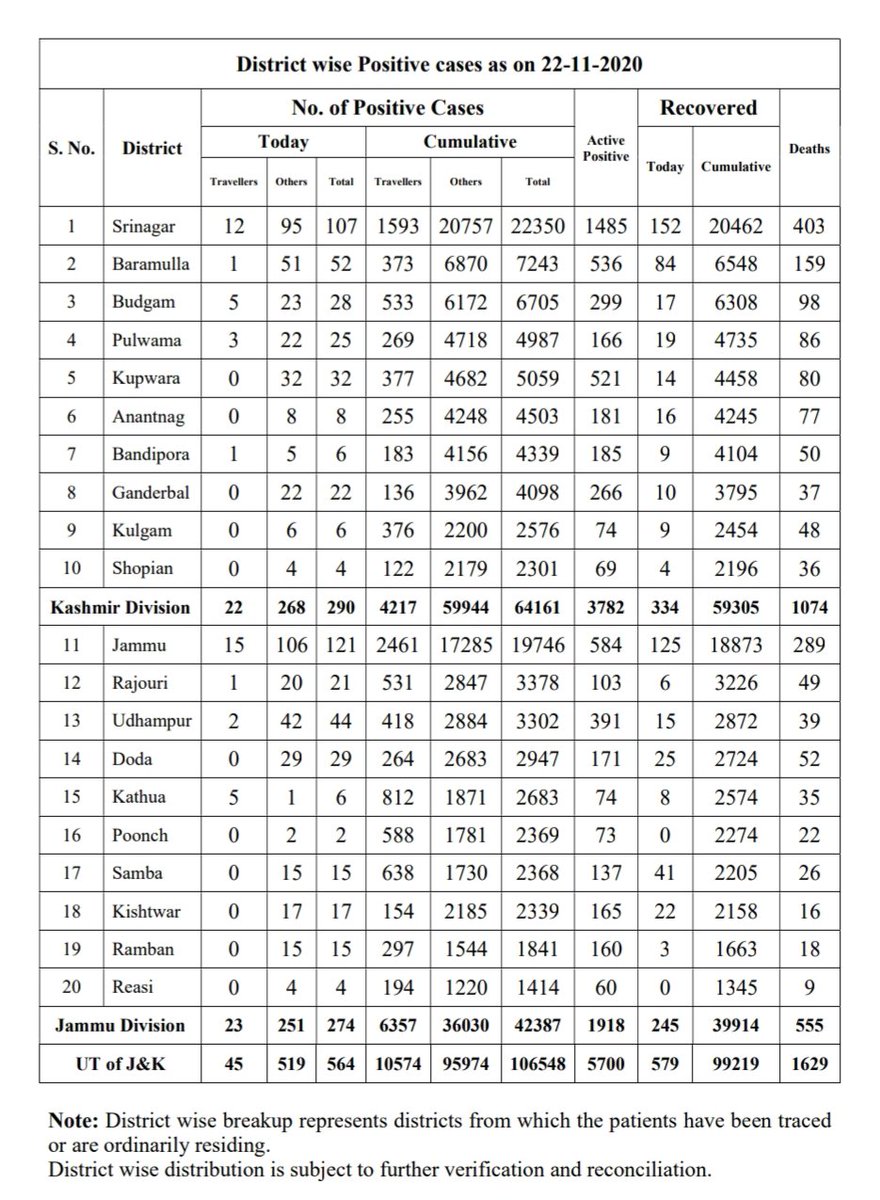 District wise Positive cases as on 22-11-2020
S. No. District No. of Positive Cases Active Positive Recovered Deaths
Today Cumulative Today Cumulative
Travellers Others Total Travellers Others Total
1 Srinagar 12 95 107 1593 20757 22350 1485 152 20462 403
2 Baramulla 1 51 52 373 6870 7243 536 84 6548 159
3 Budgam 5 23 28 533 6172 6705 299 17 6308 98
4 Pulwama 3 22 25 269 4718 4987 166 19 4735 86
5 Kupwara 0 32 32 377 4682 5059 521 14 4458 80
6 Anantnag 0 8 8 255 4248 4503 181 16 4245 77
7 Bandipora 1 5 6 183 4156 4339 185 9 4104 50
8 Ganderbal 0 22 22 136 3962 4098 266 10 3795 37
9 Kulgam 0 6 6 376 2200 2576 74 9 2454 48
10 Shopian 0 4 4 122 2179 2301 69 4 2196 36
Kashmir Division 22 268 290 4217 59944 64161 3782 334 59305 1074
11 Jammu 15 106 121 2461 17285 19746 584 125 18873 289
12 Rajouri 1 20 21 531 2847 3378 103 6 3226 49
13 Udhampur 2 42 44 418 2884 3302 391 15 2872 39
14 Doda 0 29 29 264 2683 2947 171 25 2724 52
15 Kathua 5 1 6 812 1871 2683 74 8 2574 35
16 Poonch 0 2 2 588 1781 2369 73 0 2274 22
17 Samba 0 15 15 638 1730 2368 137 41 2205 26
18 Kishtwar 0 17 17 154 2185 2339 165 22 2158 16
19 Ramban 0 15 15 297 1544 1841 160 3 1663 18
20 Reasi 0 4 4 194 1220 1414 60 0 1345 9
Jammu Division 23 251 274 6357 36030 42387 1918 245 39914 555
UT of J&K 45 519 564 10574 95974 106548 5700 579 99219 1629
Note: District wise breakup represents districts from which the patients have been traced
or are ordinarily residing.
District wise distribution is subject to further verification and reconciliation.